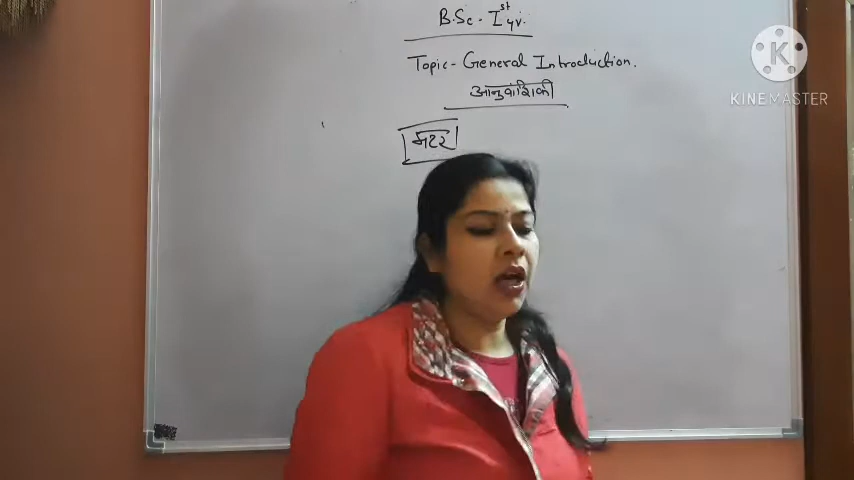 B.Sc - Ist yr.
Topic - General Introduction.
आनुवांशिकी
मटर
K
KINEMASTER